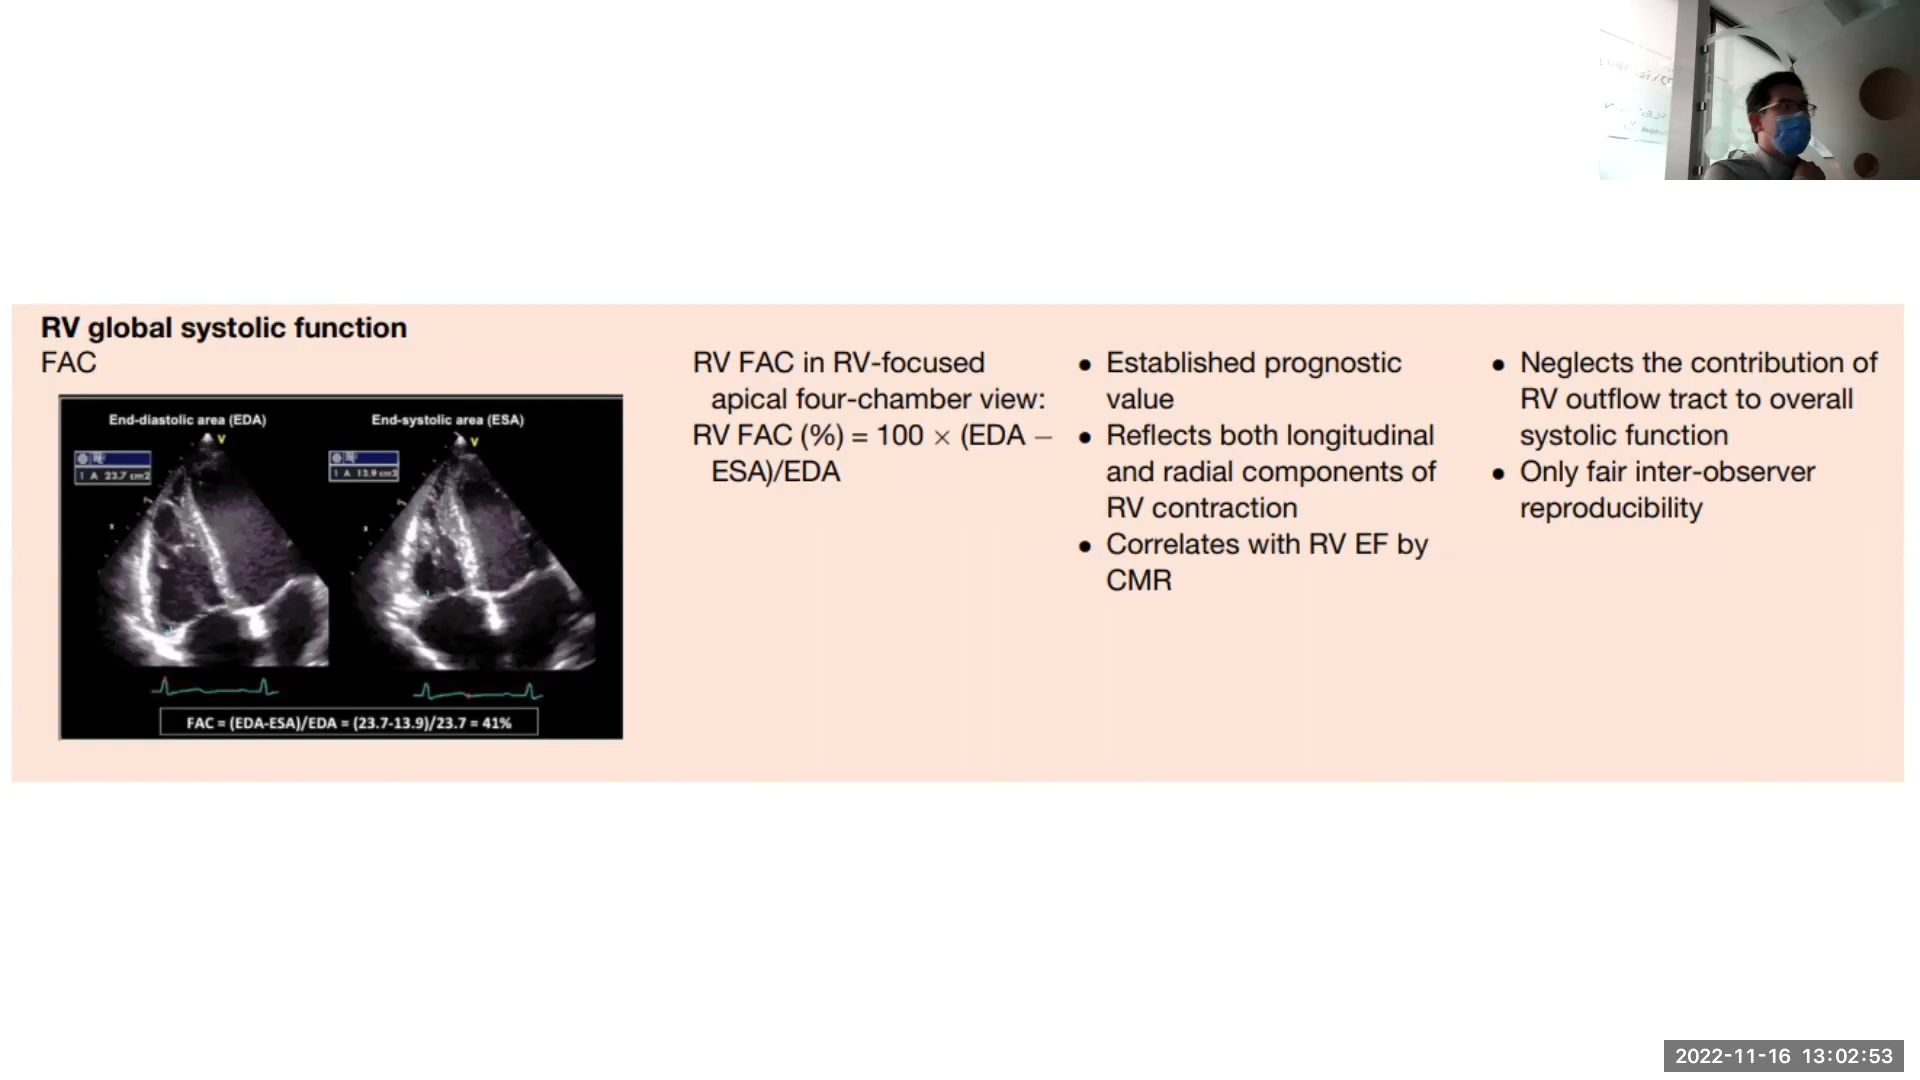 RV global systolic function
FAC
End-diastolic area (EDA)
End-systolic area (ESA)
V
V
1 A 23.7 cm2
1 A 13.9 cm2
FAC = (EDA-ESA)/EDA = (23.7-13.9)/23.7 = 41%
RV FAC in RV-focused
apical four-chamber view:
RV FAC (%) = 100 × (EDA –
ESA)/EDA
• Established prognostic
value
• Reflects both longitudinal
and radial components of
RV contraction
• Correlates with RV EF by
CMR
• Neglects the contribution of
RV outflow tract to overall
systolic function
• Only fair inter-observer
reproducibility
2022-11-16 13:02:53